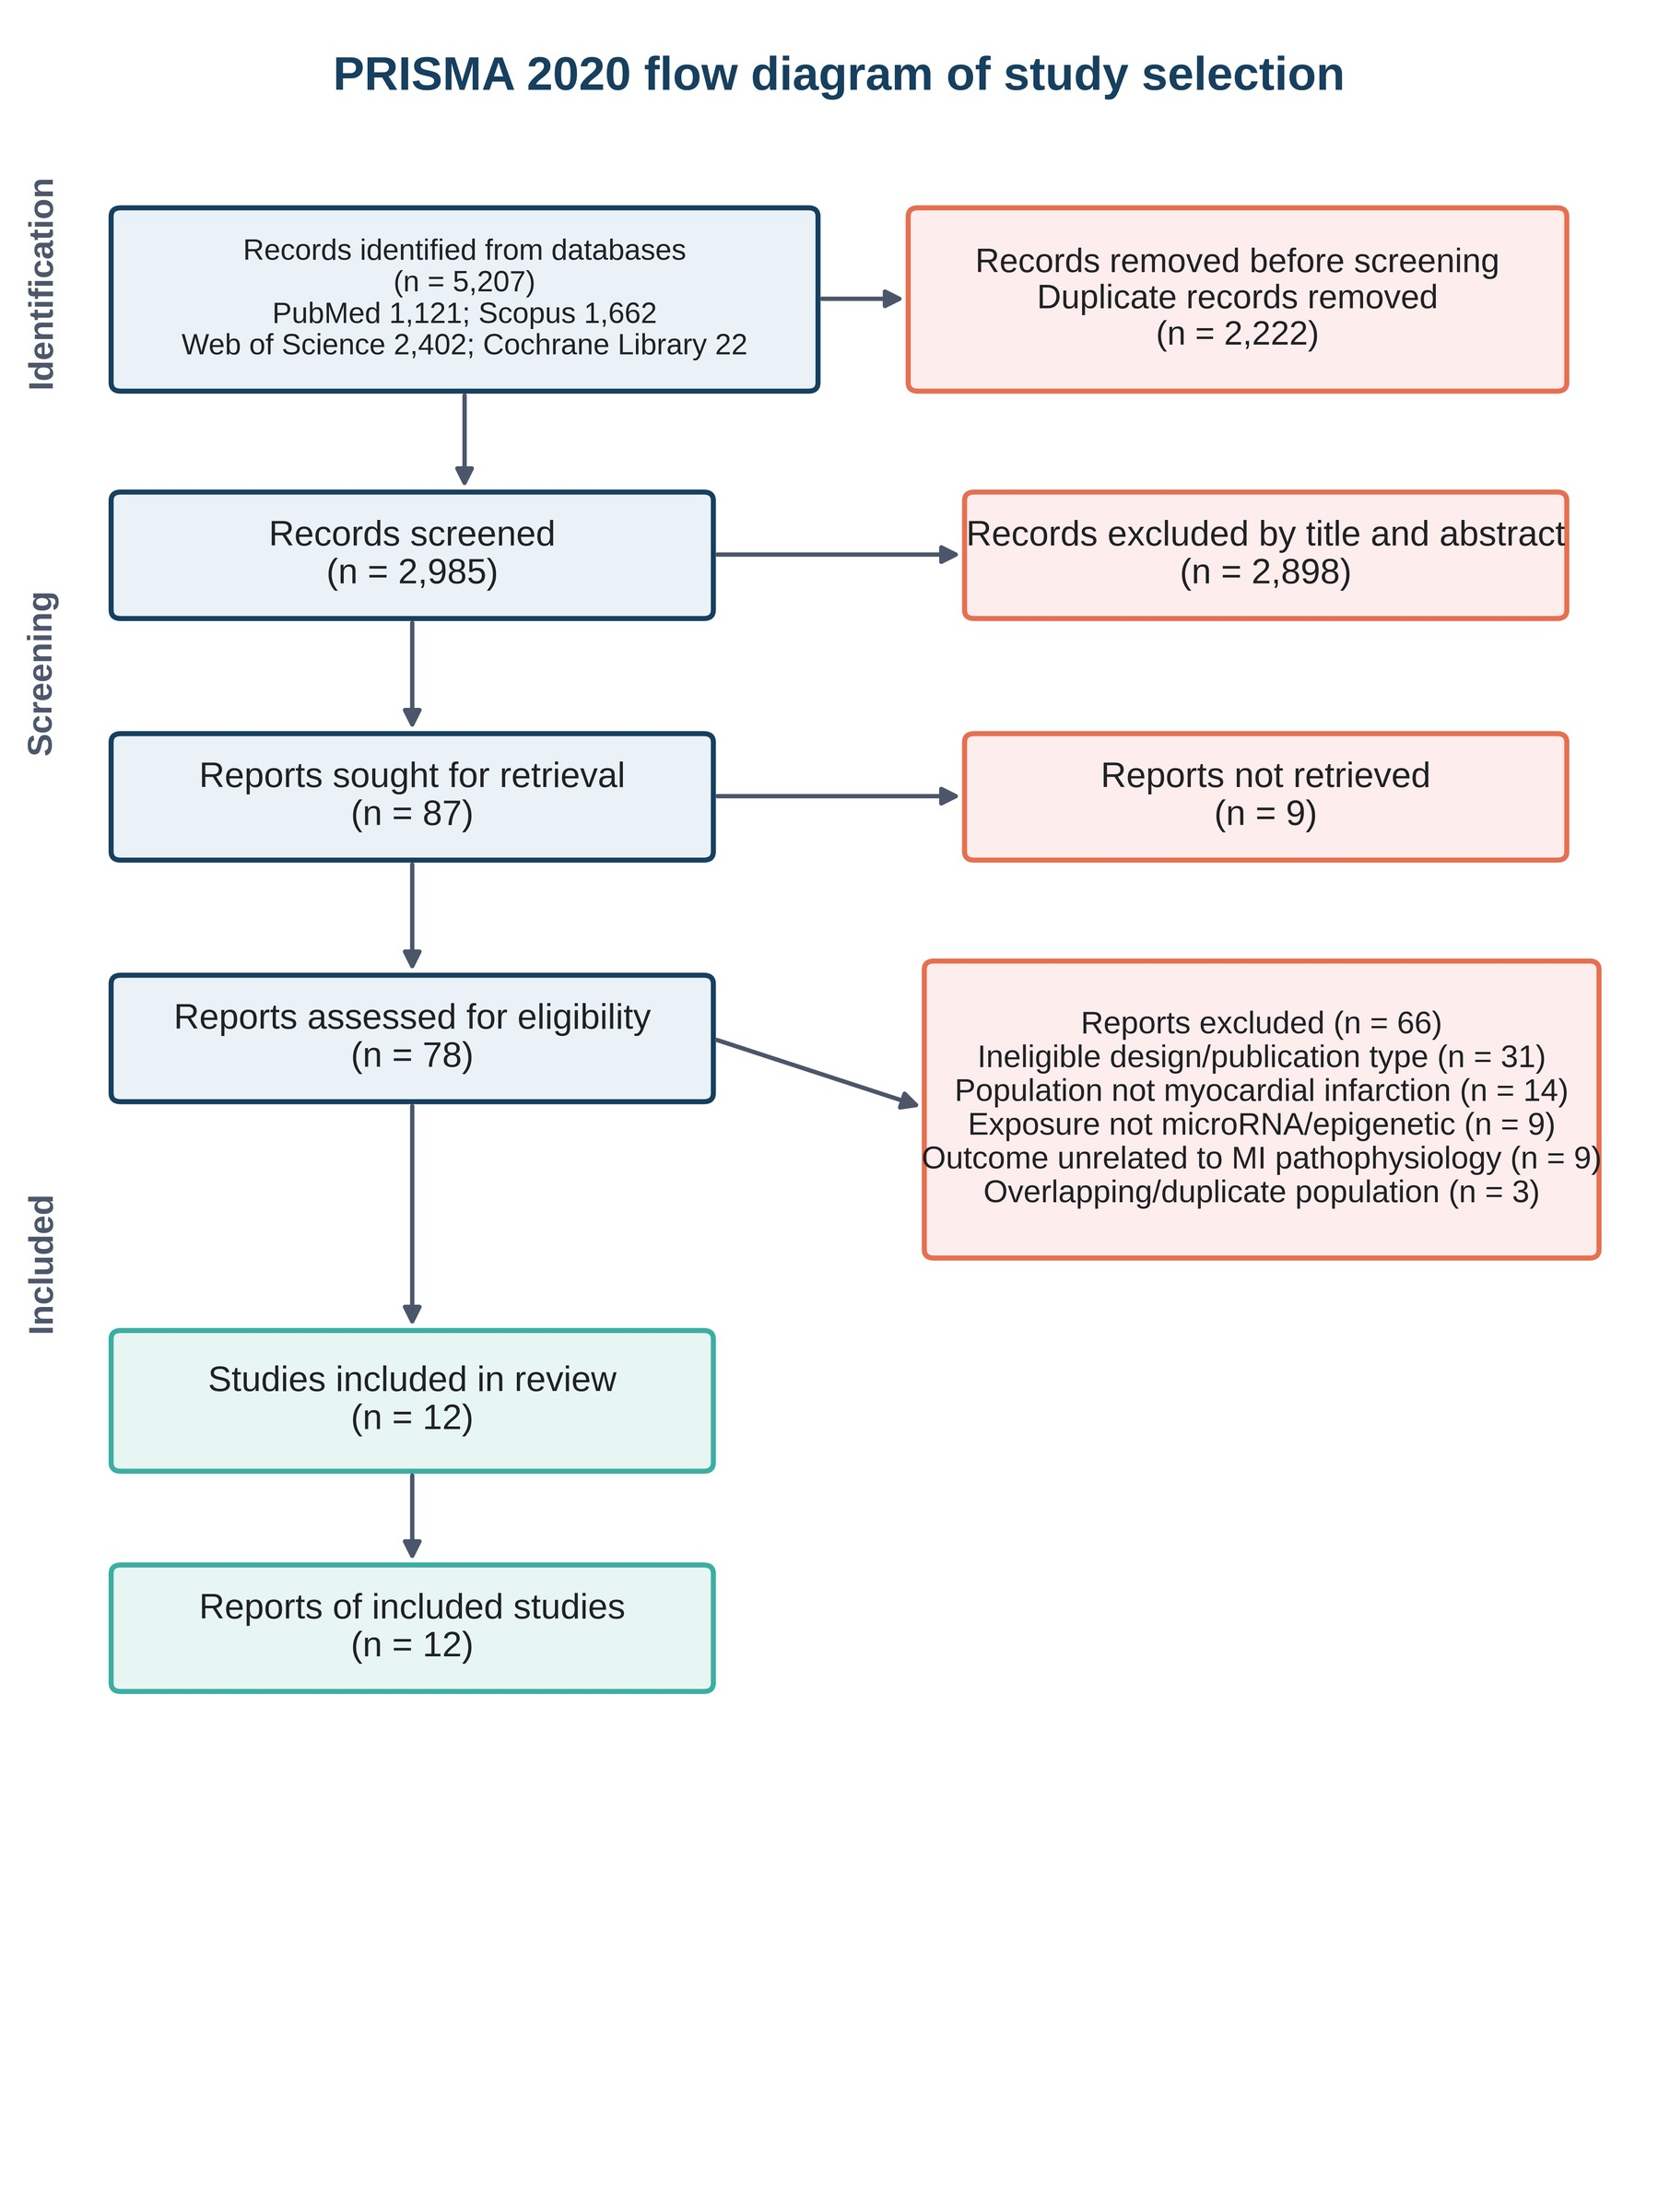 PRISMA 2020 flow diagram of study selection
Identification
Records identified from databases
(n = 5,207)
PubMed 1,121; Scopus 1,662
Web of Science 2,402; Cochrane Library 22
Records removed before screening
Duplicate records removed
(n = 2,222)
Screening
Records screened
(n = 2,985)
Records excluded by title and abstract
(n = 2,898)
Reports sought for retrieval
(n = 87)
Reports not retrieved
(n = 9)
Reports assessed for eligibility
(n = 78)
Reports excluded (n = 66)
Ineligible design/publication type (n = 31)
Population not myocardial infarction (n = 14)
Exposure not microRNA/epigenetic (n = 9)
Outcome unrelated to MI pathophysiology (n = 9)
Overlapping/duplicate population (n = 3)
Included
Studies included in review
(n = 12)
Reports of included studies
(n = 12)